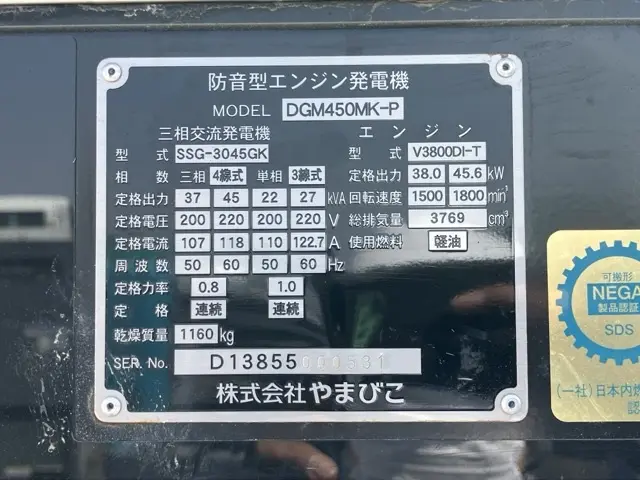 防音型エンジン発電機
MODEL DGM450MK-P
三相交流発電機
型式 SSG-3045GK
相数 三相 4線式 単相 3線式
定格出力 37 45 22 27 kVA
定格電圧 200 220 200 220 V
定格電流 107 118 110 122.7 A
周波数 50 60 50 60 Hz
定格力率 0.8 1.0
定格 連続 連続
乾燥質量 1160 kg
エンジン
型式 V3800DI-T
定格出力 38.0 45.6 kW
回転速度 1500 1800 min⁻¹
総排気量 3769 cm³
使用燃料 軽油
SER. No. D13855
株式会社やまびこ
可搬形
NEGA
製品認証
SDS
(一社)日本内燃
認